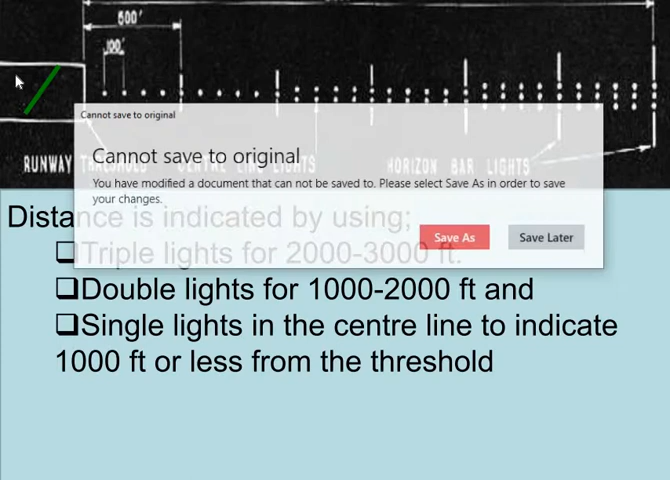 500'
100'
Cannot save to original
Cannot save to original
RUNWAY THRESHOLD CENTRE LINE LIGHTS HORIZON BAR LIGHTS
You have modified a document that can not be saved to. Please select Save As in order to save
your changes.
Distance is indicated by using;
Save As Save Later
❑Triple lights for 2000-3000 ft.
❑Double lights for 1000-2000 ft and
❑Single lights in the centre line to indicate
1000 ft or less from the threshold